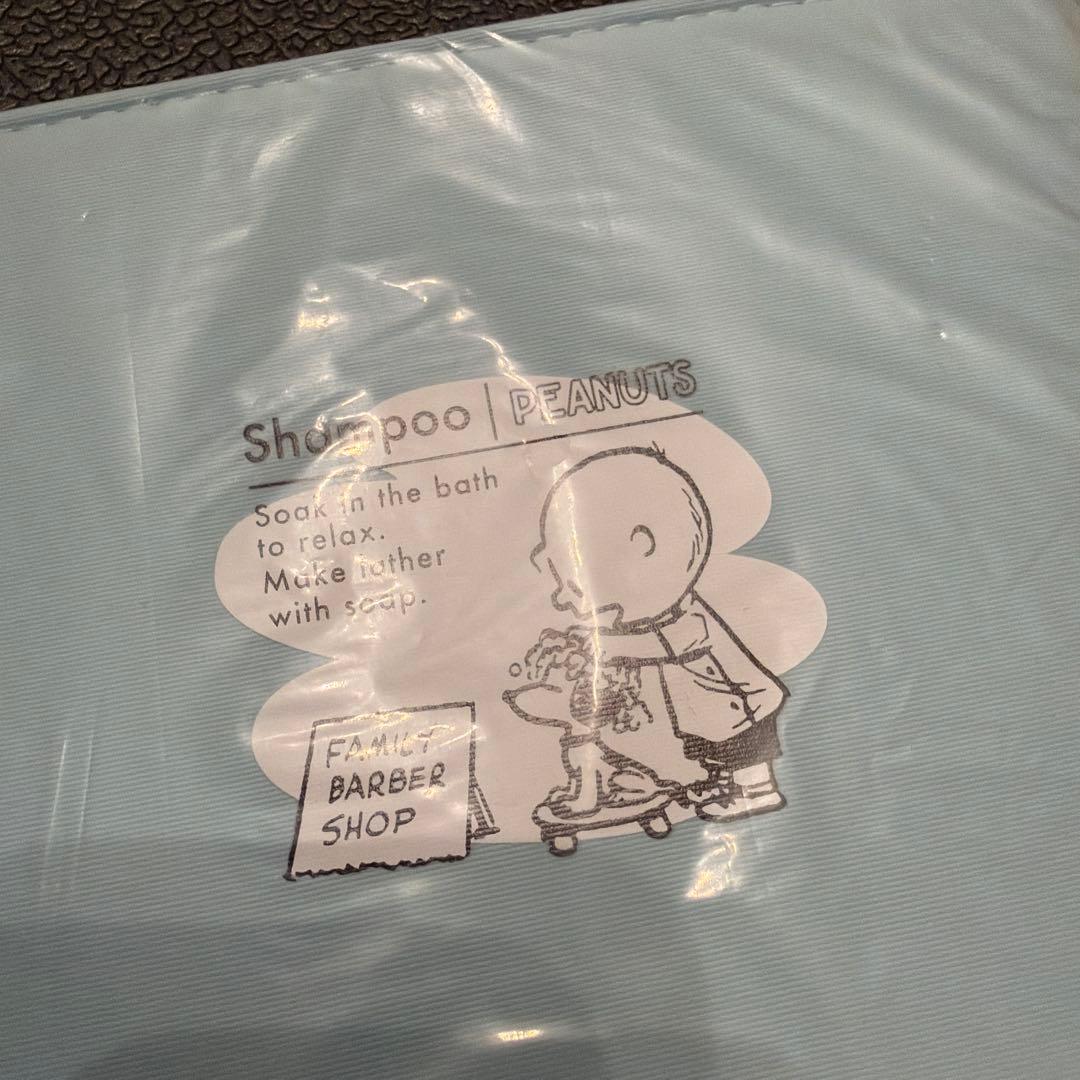 Shampoo | PEANUTS
Soak in the bath
to relax.
Make lather
with soap.
FAMILY
BARBER
SHOP